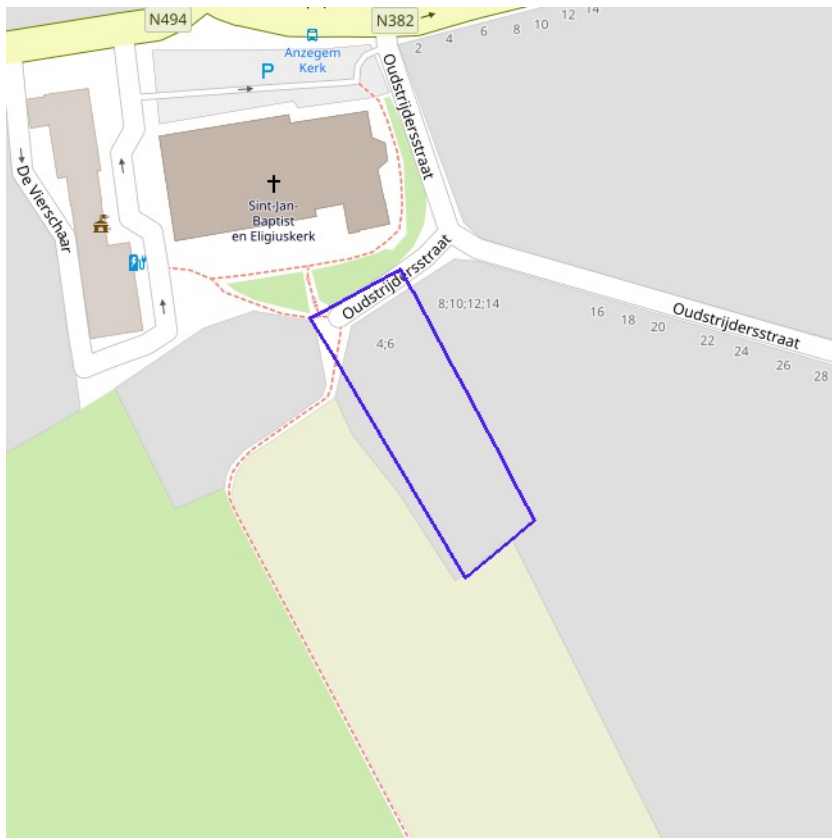 N494
N382
14
12
10
8
6
4
2
Anzegem
Kerk
P
Oudstrijdersstraat
De Vierschaar
Sint-Jan-
Baptist
en Eligiuskerk
Oudstrijdersstraat
8;10;12;14
4;6
16
18
20
Oudstrijdersstraat
22
24
26
28